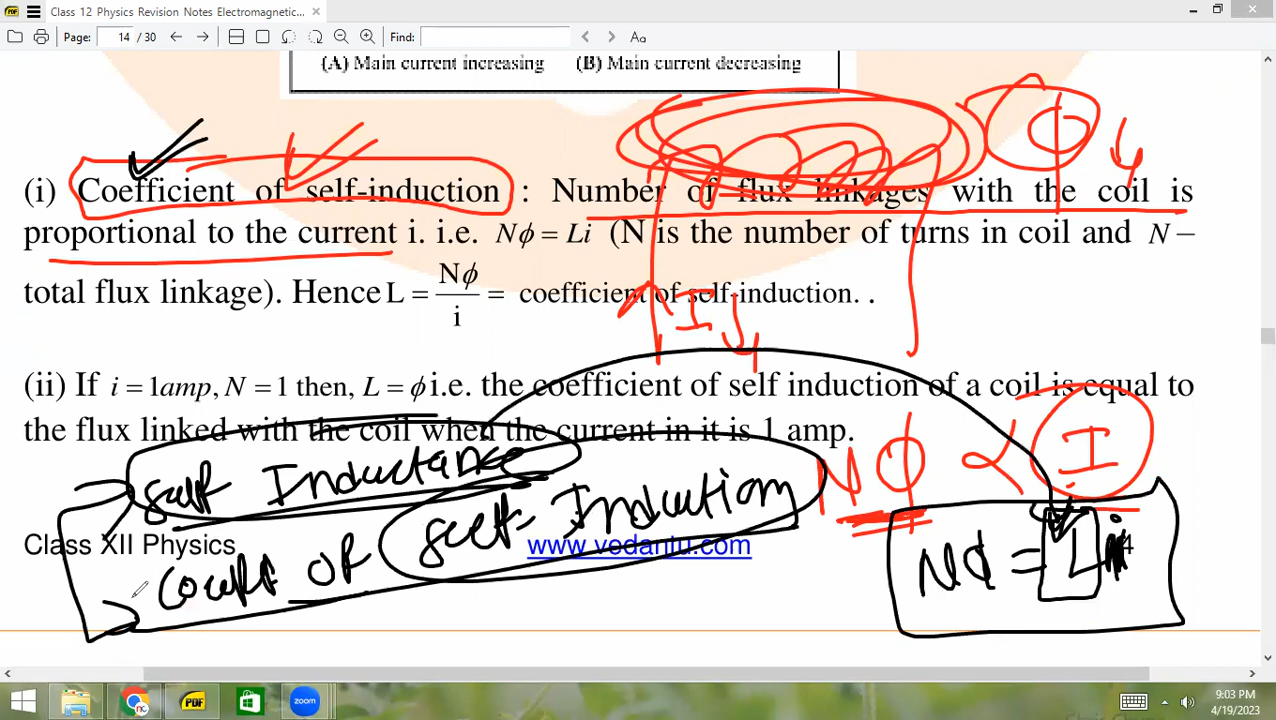 Class 12 Physics Revision Notes Electromagnetic...
Page: 14 / 30 Find: Aa
(A) Main current increasing (B) Main current decreasing
ϕ
(i) Coefficient of self-induction : Number of flux linkages with the coil is
proportional to the current i. i.e. Nϕ = Li (N is the number of turns in coil and N −
total flux linkage). Hence L = Nϕ / i = coefficient of self-induction. .
I
(ii) If i = 1amp, N = 1 then, L = ϕ i.e. the coefficient of self induction of a coil is equal to
the flux linked with the coil when the current in it is 1 amp.
Nϕ ∝ I
self Inductance
coeff of self-Induction
Nϕ = Li
Class XII Physics www.vedantu.com
zoom
9:03 PM
4/19/2023